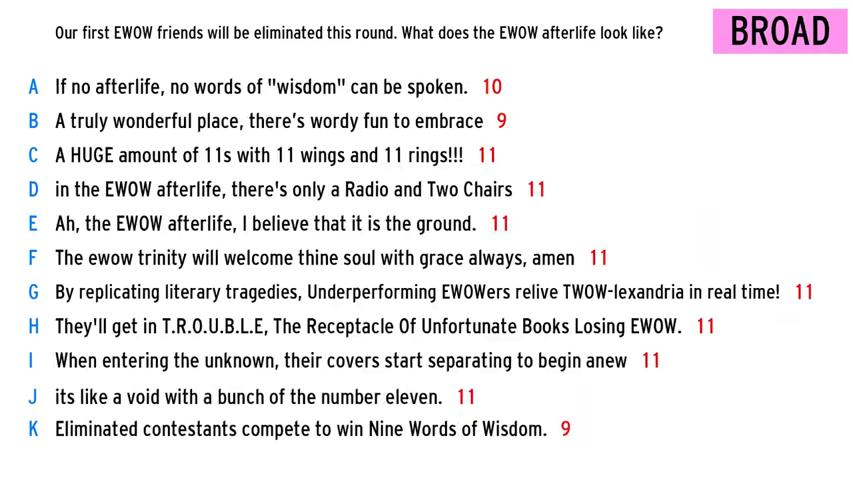 Our first EWOW friends will be eliminated this round. What does the EWOW afterlife look like?
BROAD
A If no afterlife, no words of "wisdom" can be spoken. 10
B A truly wonderful place, there’s wordy fun to embrace 9
C A HUGE amount of 11s with 11 wings and 11 rings!!! 11
D in the EWOW afterlife, there's only a Radio and Two Chairs 11
E Ah, the EWOW afterlife, I believe that it is the ground. 11
F The ewow trinity will welcome thine soul with grace always, amen 11
G By replicating literary tragedies, Underperforming EWOWers relive TWOW-lexandria in real time! 11
H They'll get in T.R.O.U.B.L.E, The Receptacle Of Unfortunate Books Losing EWOW. 11
I When entering the unknown, their covers start separating to begin anew 11
J its like a void with a bunch of the number eleven. 11
K Eliminated contestants compete to win Nine Words of Wisdom. 9